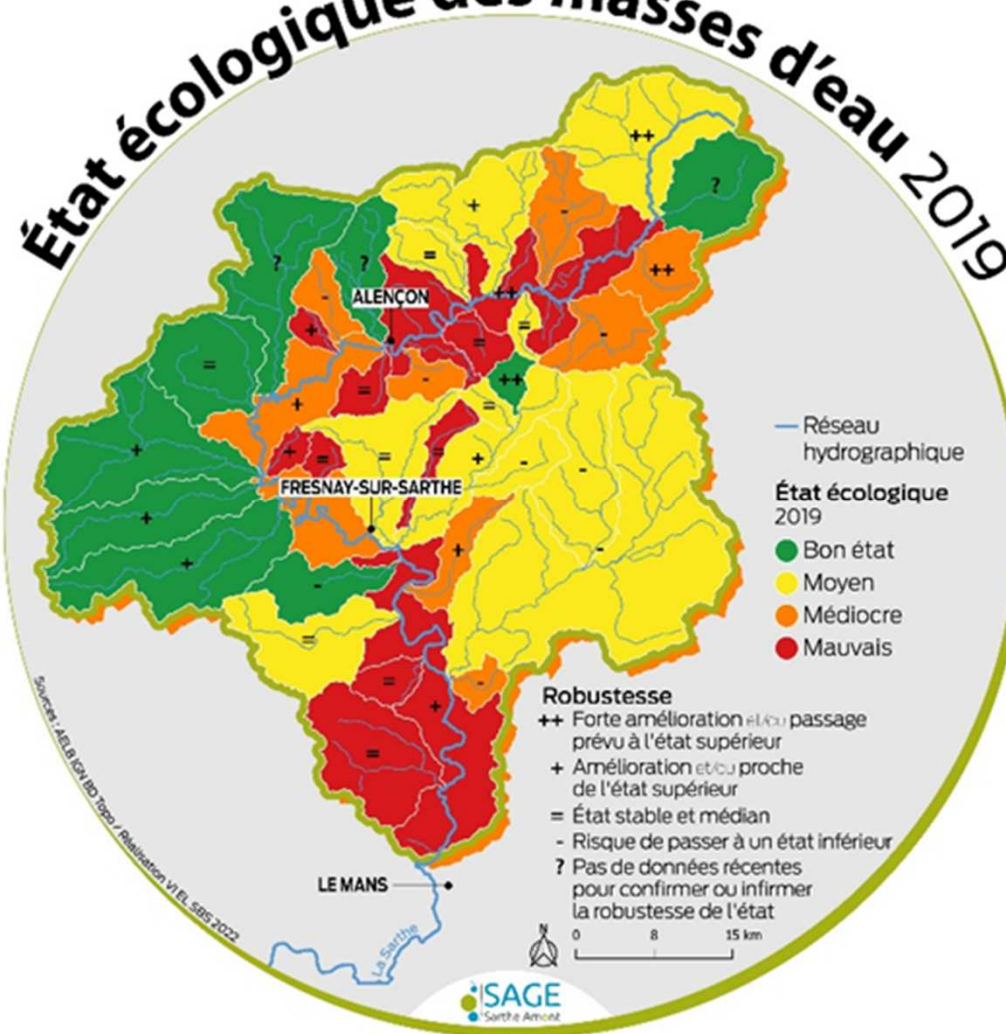 État écologique des masses d'eau 2019
++
?
+
-
?
?
=
++
-
ALENÇON
+
++
=
-
=
=
=
-
++
+
=
+
+
=
=
=
+
-
-
FRESNAY-SUR-SARTHE
+
+
-
+
-
=
=
-
+
=
Réseau
hydrographique
État écologique
2019
Bon état
Moyen
Médiocre
Mauvais
Robustesse
++ Forte amélioration et/ou passage
prévu à l'état supérieur
+ Amélioration et/ou proche
de l'état supérieur
= État stable et médian
- Risque de passer à un état inférieur
? Pas de données récentes
pour confirmer ou infirmer
la robustesse de l'état
N
0 8 15 km
LE MANS
La Sarthe
Sources : AELB IGN BD Topo / Réalisation VI EL SBS 2022
SAGE
Sarthe Amont